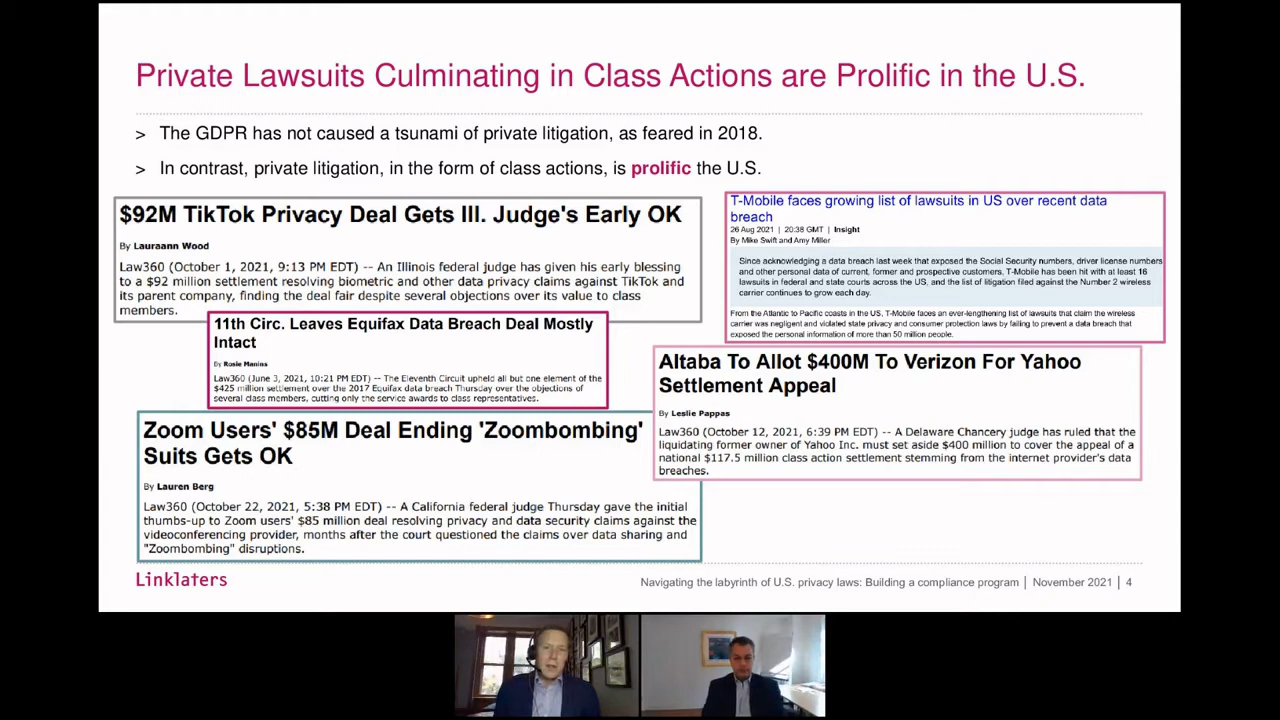 Private Lawsuits Culminating in Class Actions are Prolific in the U.S.
> The GDPR has not caused a tsunami of private litigation, as feared in 2018.
> In contrast, private litigation, in the form of class actions, is prolific the U.S.
$92M TikTok Privacy Deal Gets Ill. Judge's Early OK
By Lauraann Wood
Law360 (October 1, 2021, 9:13 PM EDT) -- An Illinois federal judge has given his early blessing
to a $92 million settlement resolving biometric and other data privacy claims against TikTok and
its parent company, finding the deal fair despite several objections over its value to class
members.
T-Mobile faces growing list of lawsuits in US over recent data
breach
26 Aug 2021 | 20:38 GMT | Insight
By Mike Swift and Amy Miller
Since acknowledging a data breach last week that exposed the Social Security numbers, driver license numbers
and other personal data of current, former and prospective customers, T-Mobile has been hit with at least 16
lawsuits in federal and state courts across the US, and the list of litigation filed against the Number 2 wireless
carrier continues to grow each day.
From the Atlantic to Pacific coasts in the US, T-Mobile faces an ever-lengthening list of lawsuits that claim the wireless
carrier was negligent and violated state privacy and consumer protection laws by failing to prevent a data breach that
exposed the personal information of more than 50 million people.
11th Circ. Leaves Equifax Data Breach Deal Mostly
Intact
By Rosie Manins
Law360 (June 3, 2021, 10:21 PM EDT) -- The Eleventh Circuit upheld all but one element of the
$425 million settlement over the 2017 Equifax data breach Thursday over the objections of
several class members, cutting only the service awards to class representatives.
Altaba To Allot $400M To Verizon For Yahoo
Settlement Appeal
By Leslie Pappas
Law360 (October 12, 2021, 6:39 PM EDT) -- A Delaware Chancery judge has ruled that the
liquidating former owner of Yahoo Inc. must set aside $400 million to cover the appeal of a
national $117.5 million class action settlement stemming from the internet provider's data
breaches.
Zoom Users' $85M Deal Ending 'Zoombombing'
Suits Gets OK
By Lauren Berg
Law360 (October 22, 2021, 5:38 PM EDT) -- A California federal judge Thursday gave the initial
thumbs-up to Zoom users' $85 million deal resolving privacy and data security claims against the
videoconferencing provider, months after the court questioned the claims over data sharing and
"Zoombombing" disruptions.
Linklaters
Navigating the labyrinth of U.S. privacy laws: Building a compliance program | November 2021 | 4